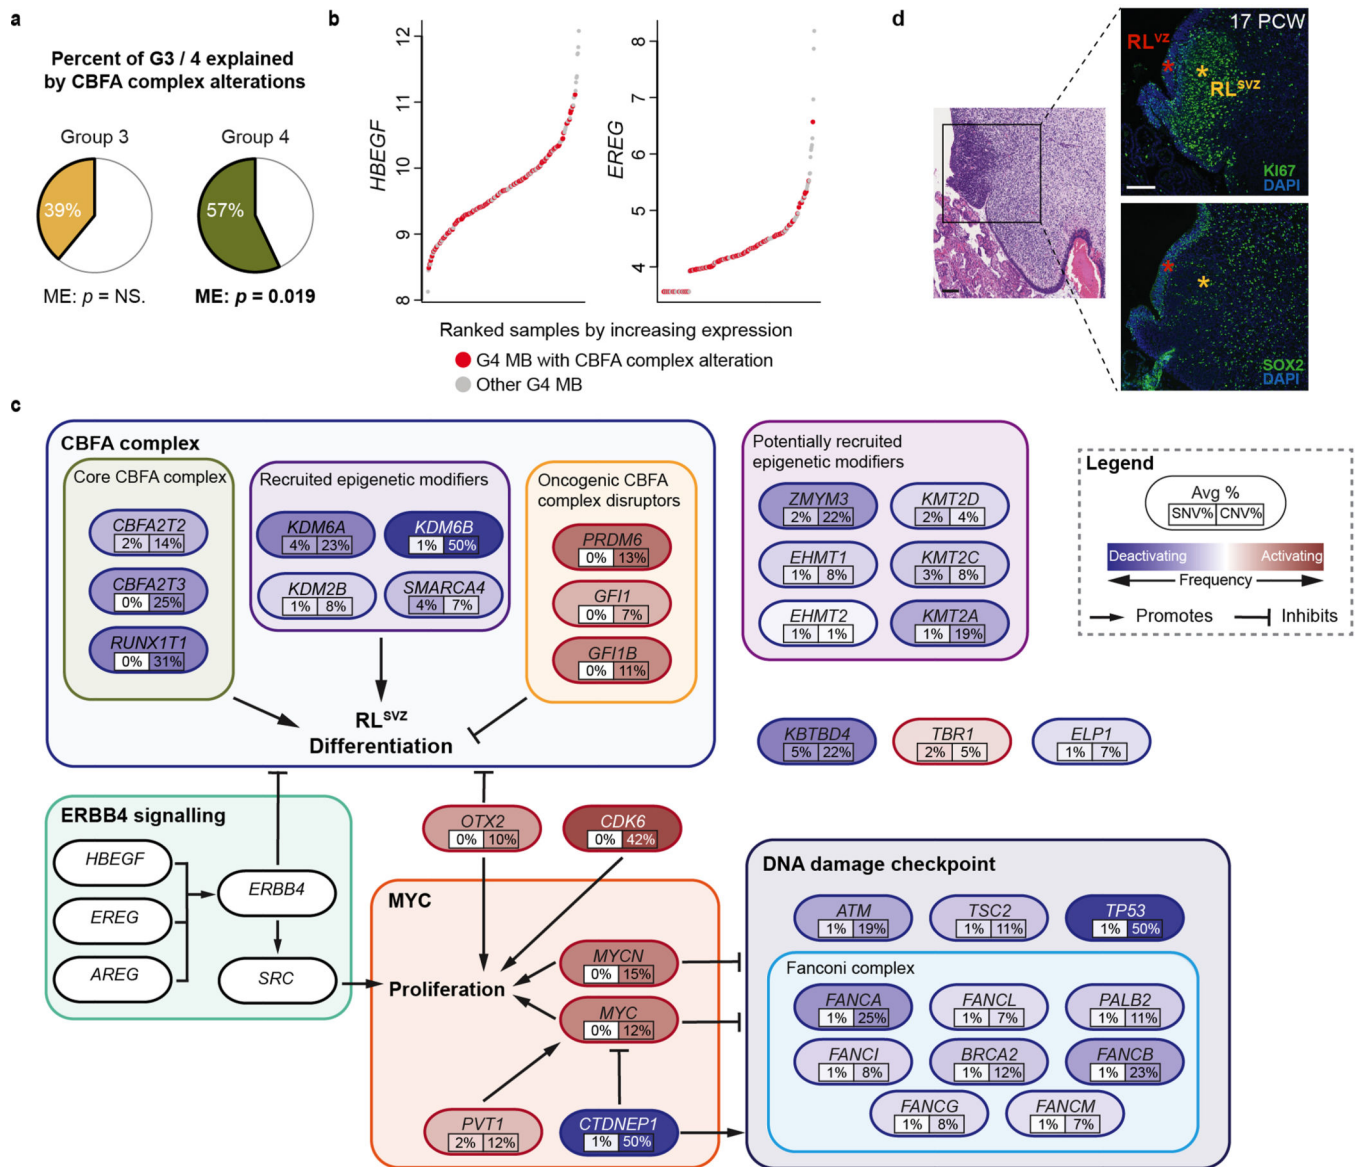 a
Percent of G3 / 4 explained
by CBFA complex alterations
Group 3
Group 4
39%
57%
ME: p = NS.
ME: p = 0.019
b
HBEGF
12
11
10
9
8
EREG
8
7
6
5
4
Ranked samples by increasing expression
G4 MB with CBFA complex alteration
Other G4 MB
d
17 PCW
RLVZ
*
*
RLSVZ
KI67
DAPI
*
*
SOX2
DAPI
c
CBFA complex
Core CBFA complex
CBFA2T2
2% 14%
CBFA2T3
0% 25%
RUNX1T1
0% 31%
Recruited epigenetic modifiers
KDM6A
4% 23%
KDM6B
1% 50%
KDM2B
1% 8%
SMARCA4
4% 7%
Oncogenic CBFA
complex disruptors
PRDM6
0% 13%
GFI1
0% 7%
GFI1B
0% 11%
RLSVZ
Differentiation
Potentially recruited
epigenetic modifiers
ZMYM3
2% 22%
KMT2D
2% 4%
EHMT1
1% 8%
KMT2C
3% 8%
EHMT2
1% 1%
KMT2A
1% 19%
Legend
Avg %
SNV% CNV%
Deactivating
Activating
Frequency
Promotes
Inhibits
KBTBD4
5% 22%
TBR1
2% 5%
ELP1
1% 7%
ERBB4 signalling
HBEGF
EREG
AREG
ERBB4
SRC
OTX2
0% 10%
CDK6
0% 42%
MYC
Proliferation
MYCN
0% 15%
MYC
0% 12%
PVT1
2% 12%
CTDNEP1
1% 50%
DNA damage checkpoint
ATM
1% 19%
TSC2
1% 11%
TP53
1% 50%
Fanconi complex
FANCA
1% 25%
FANCL
1% 7%
PALB2
1% 11%
FANCI
1% 8%
BRCA2
1% 12%
FANCB
1% 23%
FANCG
1% 8%
FANCM
1% 7%